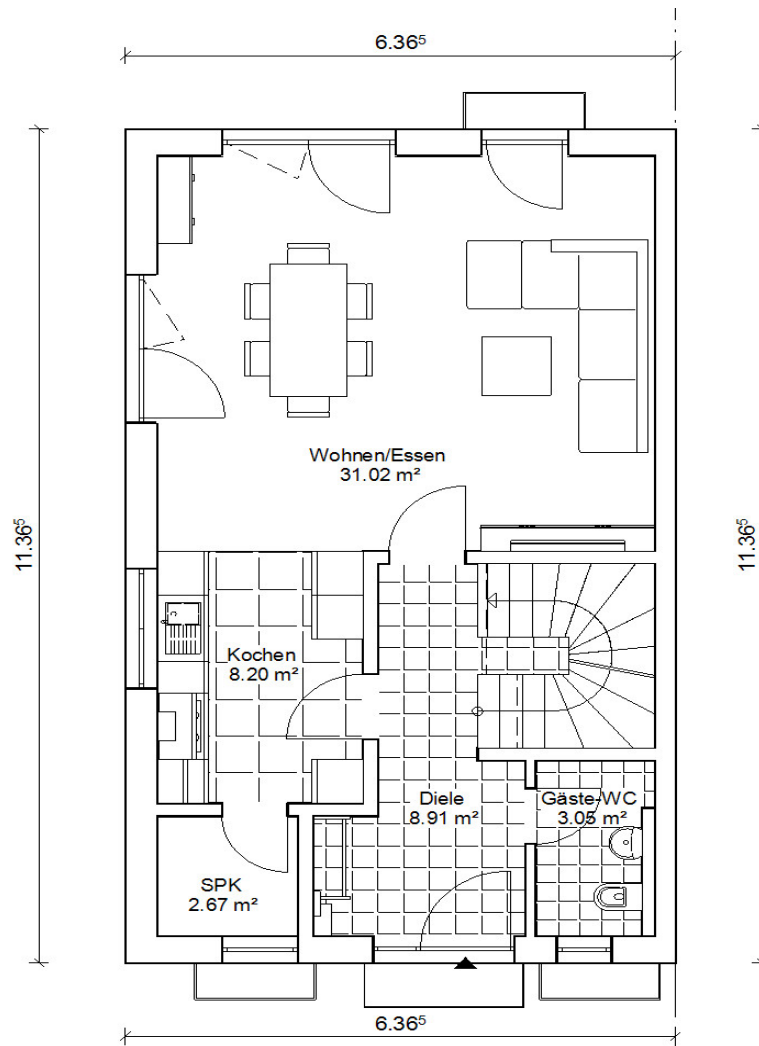 6.36⁵
11.36⁵
11.36⁵
Wohnen/Essen
31.02 m²
Kochen
8.20 m²
Diele
8.91 m²
Gäste-WC
3.05 m²
SPK
2.67 m²
6.36⁵